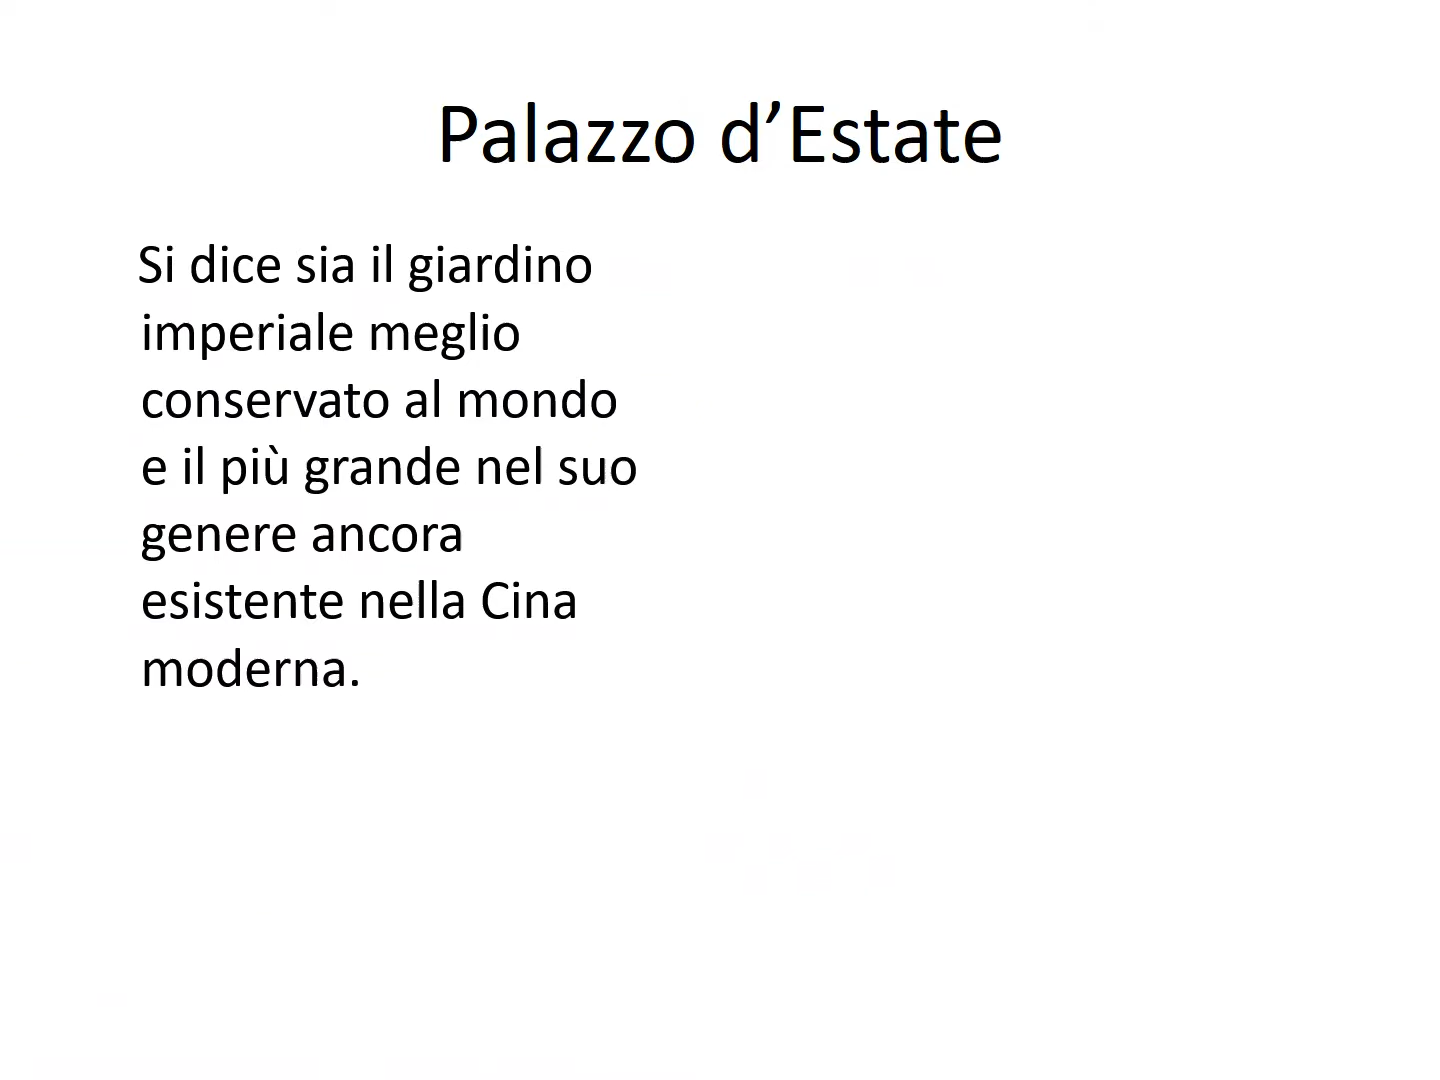 Palazzo d’Estate
Si dice sia il giardino
imperiale meglio
conservato al mondo
e il più grande nel suo
genere ancora
esistente nella Cina
moderna.